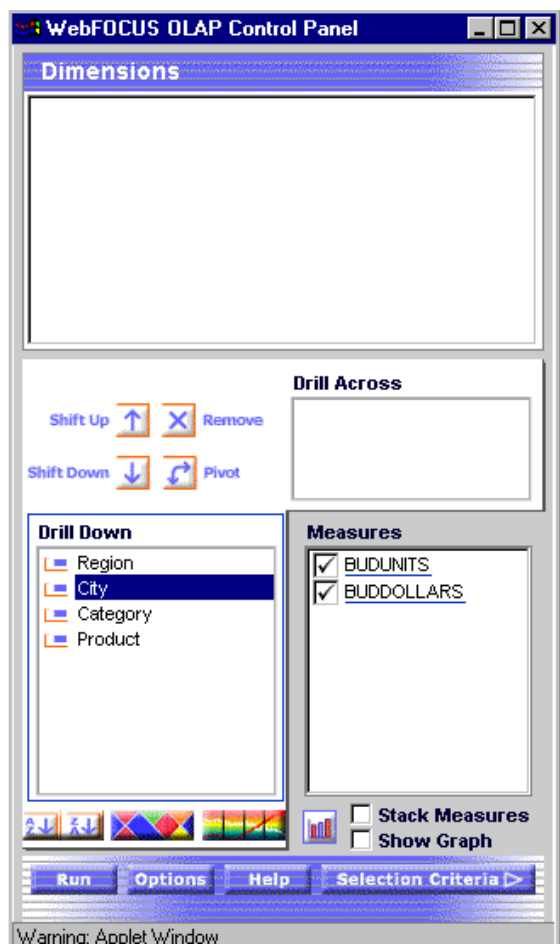 WebFOCUS OLAP Control Panel
Dimensions
Drill Across
Shift Up
Remove
Shift Down
Pivot
Drill Down
Region
City
Category
Product
Measures
BUDUNITS
BUDDOLLARS
A
Z
Z
A
Stack Measures
Show Graph
Run
Options
Help
Selection Criteria
Warning: Applet Window